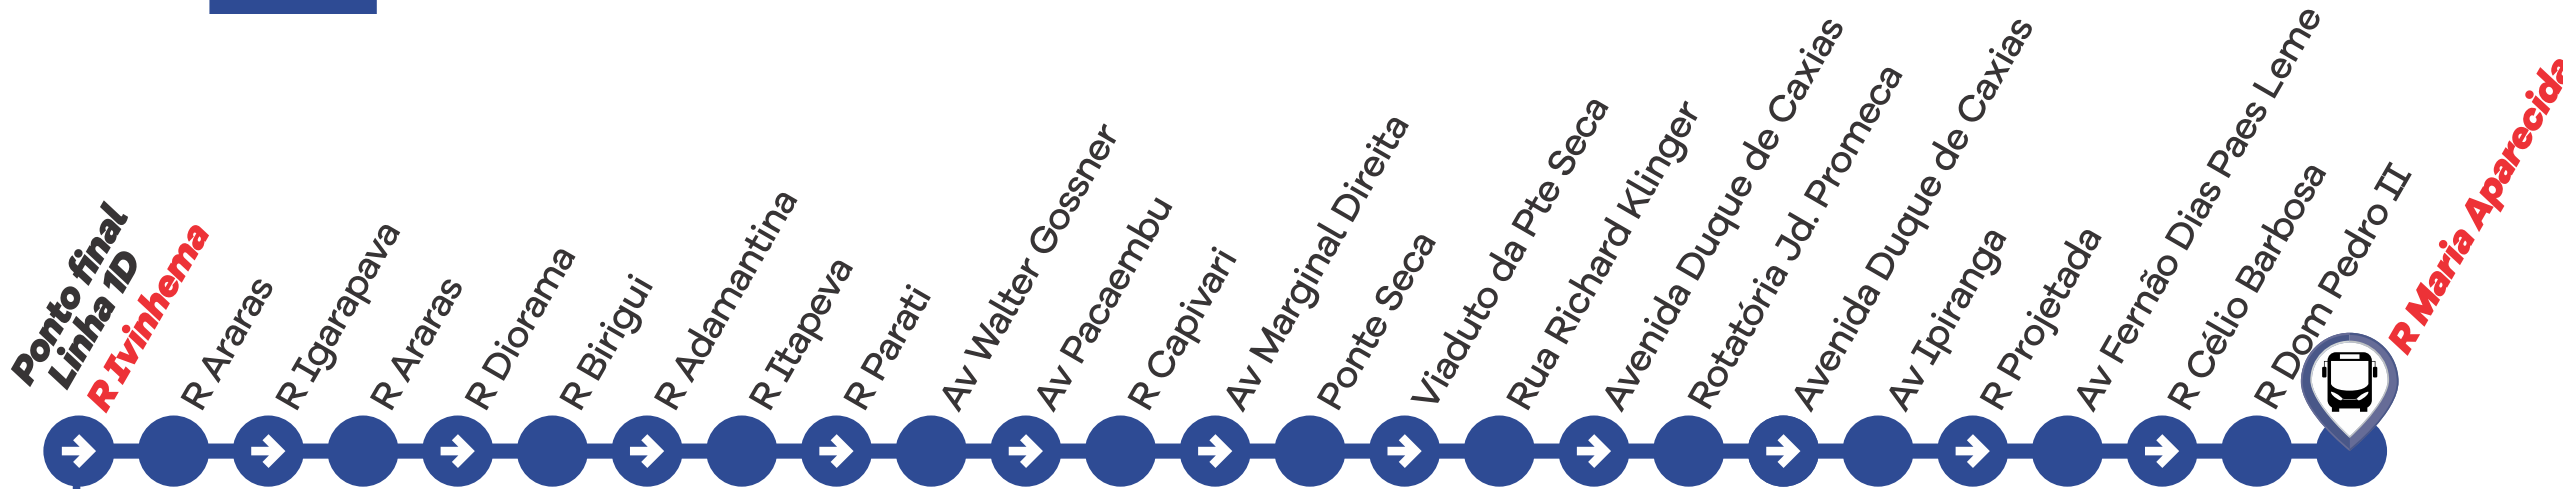 Ponto final
Linha 1D
R Ivinhema
R Araras
R Igarapava
R Araras
R Diorama
R Birigui
R Adamantina
R Itapeva
R Parati
Av Walter Gossner
Av Pacaembu
R Capivari
Av Marginal Direita
Ponte Seca
Viaduto da Pte Seca
Rua Richard Klinger
Avenida Duque de Caxias
Rotatória Jd. Promeca
Avenida Duque de Caxias
Av Ipiranga
R Projetada
Av Fernão Dias Paes Leme
R Célio Barbosa
R Dom Pedro II
R Maria Aparecida